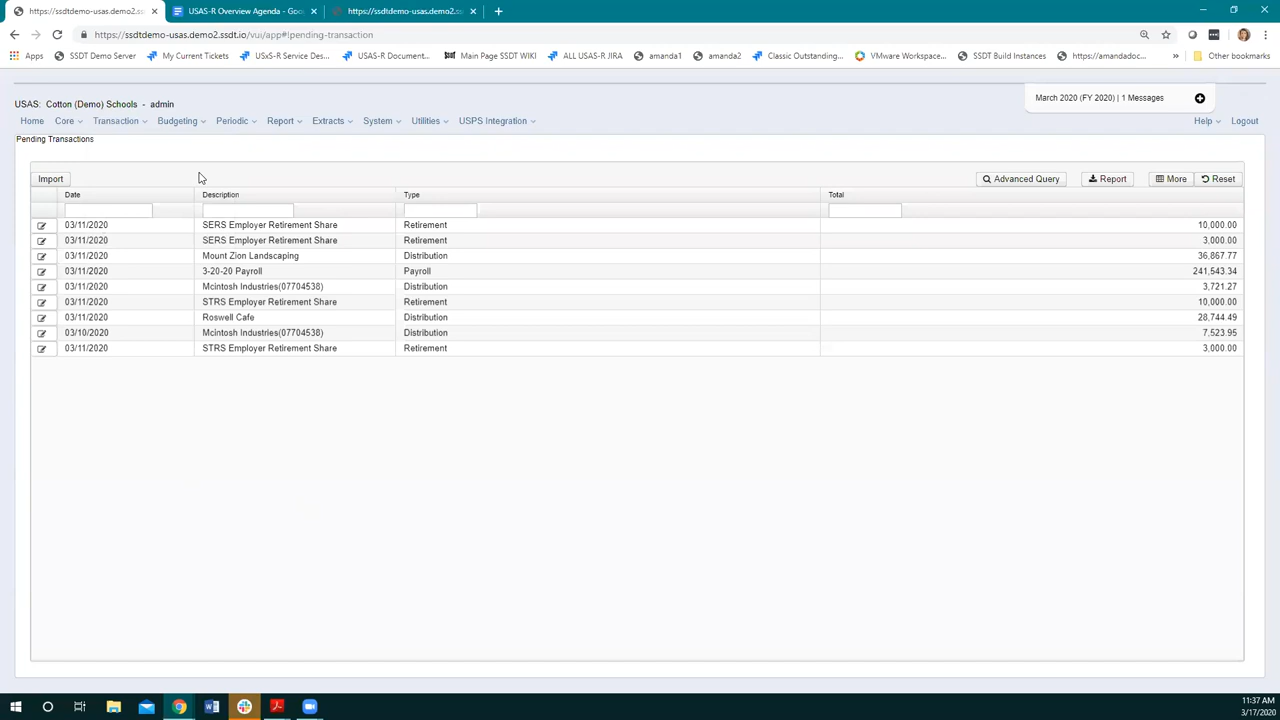 https://ssdtdemo-usas.demo2.ss
USAS-R Overview Agenda - Goo
https://ssdtdemo-usas.demo2.ss
https://ssdtdemo-usas.demo2.ssdt.io/vui/app#!pending-transaction
Apps SSDT Demo Server My Current Tickets USxS-R Service Des... USAS-R Document... Main Page SSDT WIKI ALL USAS-R JIRA amanda1 amanda2 Classic Outstanding... VMware Workspace... SSDT Build Instances https://amandadoc... » Other bookmarks
USAS: Cotton (Demo) Schools - admin
March 2020 (FY 2020) | 1 Messages
Home Core Transaction Budgeting Periodic Report Extracts System Utilities USPS Integration Help Logout
Pending Transactions
Import Advanced Query Report More Reset
Date Description Type Total
03/11/2020 SERS Employer Retirement Share Retirement 10,000.00
03/11/2020 SERS Employer Retirement Share Retirement 3,000.00
03/11/2020 Mount Zion Landscaping Distribution 36,867.77
03/11/2020 3-20-20 Payroll Payroll 241,543.34
03/11/2020 Mcintosh Industries(07704538) Distribution 3,721.27
03/11/2020 STRS Employer Retirement Share Retirement 10,000.00
03/11/2020 Roswell Cafe Distribution 28,744.49
03/10/2020 Mcintosh Industries(07704538) Distribution 7,523.95
03/11/2020 STRS Employer Retirement Share Retirement 3,000.00
11:37 AM
3/17/2020